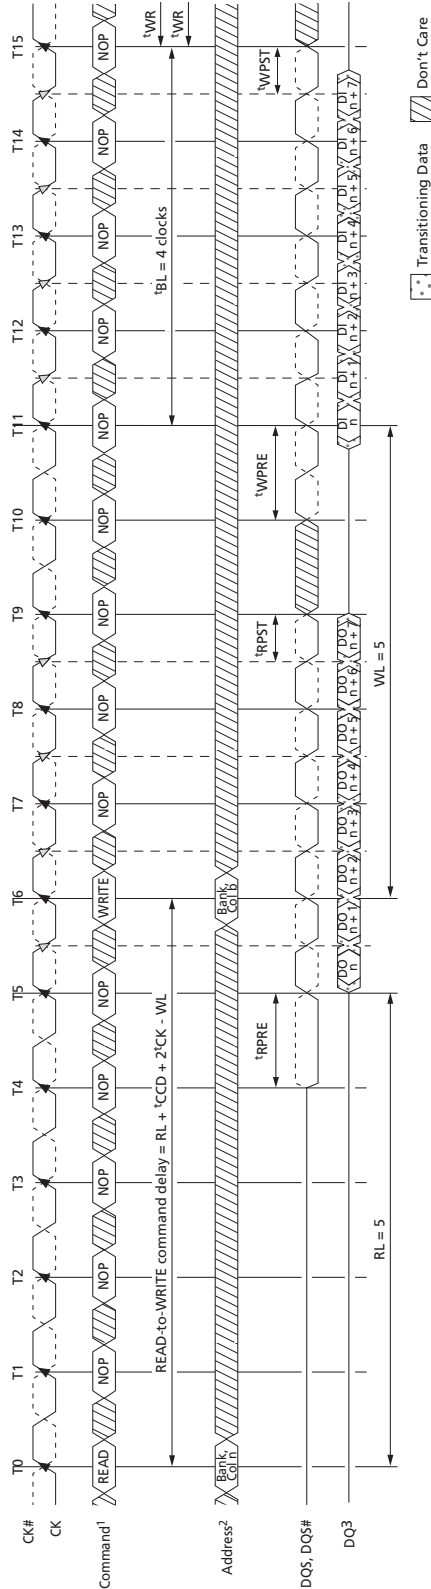 T0 T1 T2 T3 T4 T5 T6 T7 T8 T9 T10 T11 T12 T13 T14 T15
CK#
CK
Command1 READ NOP NOP NOP NOP NOP WRITE NOP NOP NOP NOP NOP NOP NOP NOP NOP
tWR
READ-to-WRITE command delay = RL + tCCD + 2tCK - WL tBL = 4 clocks tWR
Address2 Bank, Col n Bank, Col b
tRPRE tRPST tWPRE tWPST
DQS, DQS#
DQ3 DO n DO n + 1 DO n + 2 DO n + 3 DO n + 4 DO n + 5 DO n + 6 DO n + 7 DI n DI n + 1 DI n + 2 DI n + 3 DI n + 4 DI n + 5 DI n + 6 DI n + 7
RL = 5 WL = 5
Transitioning Data Don't Care